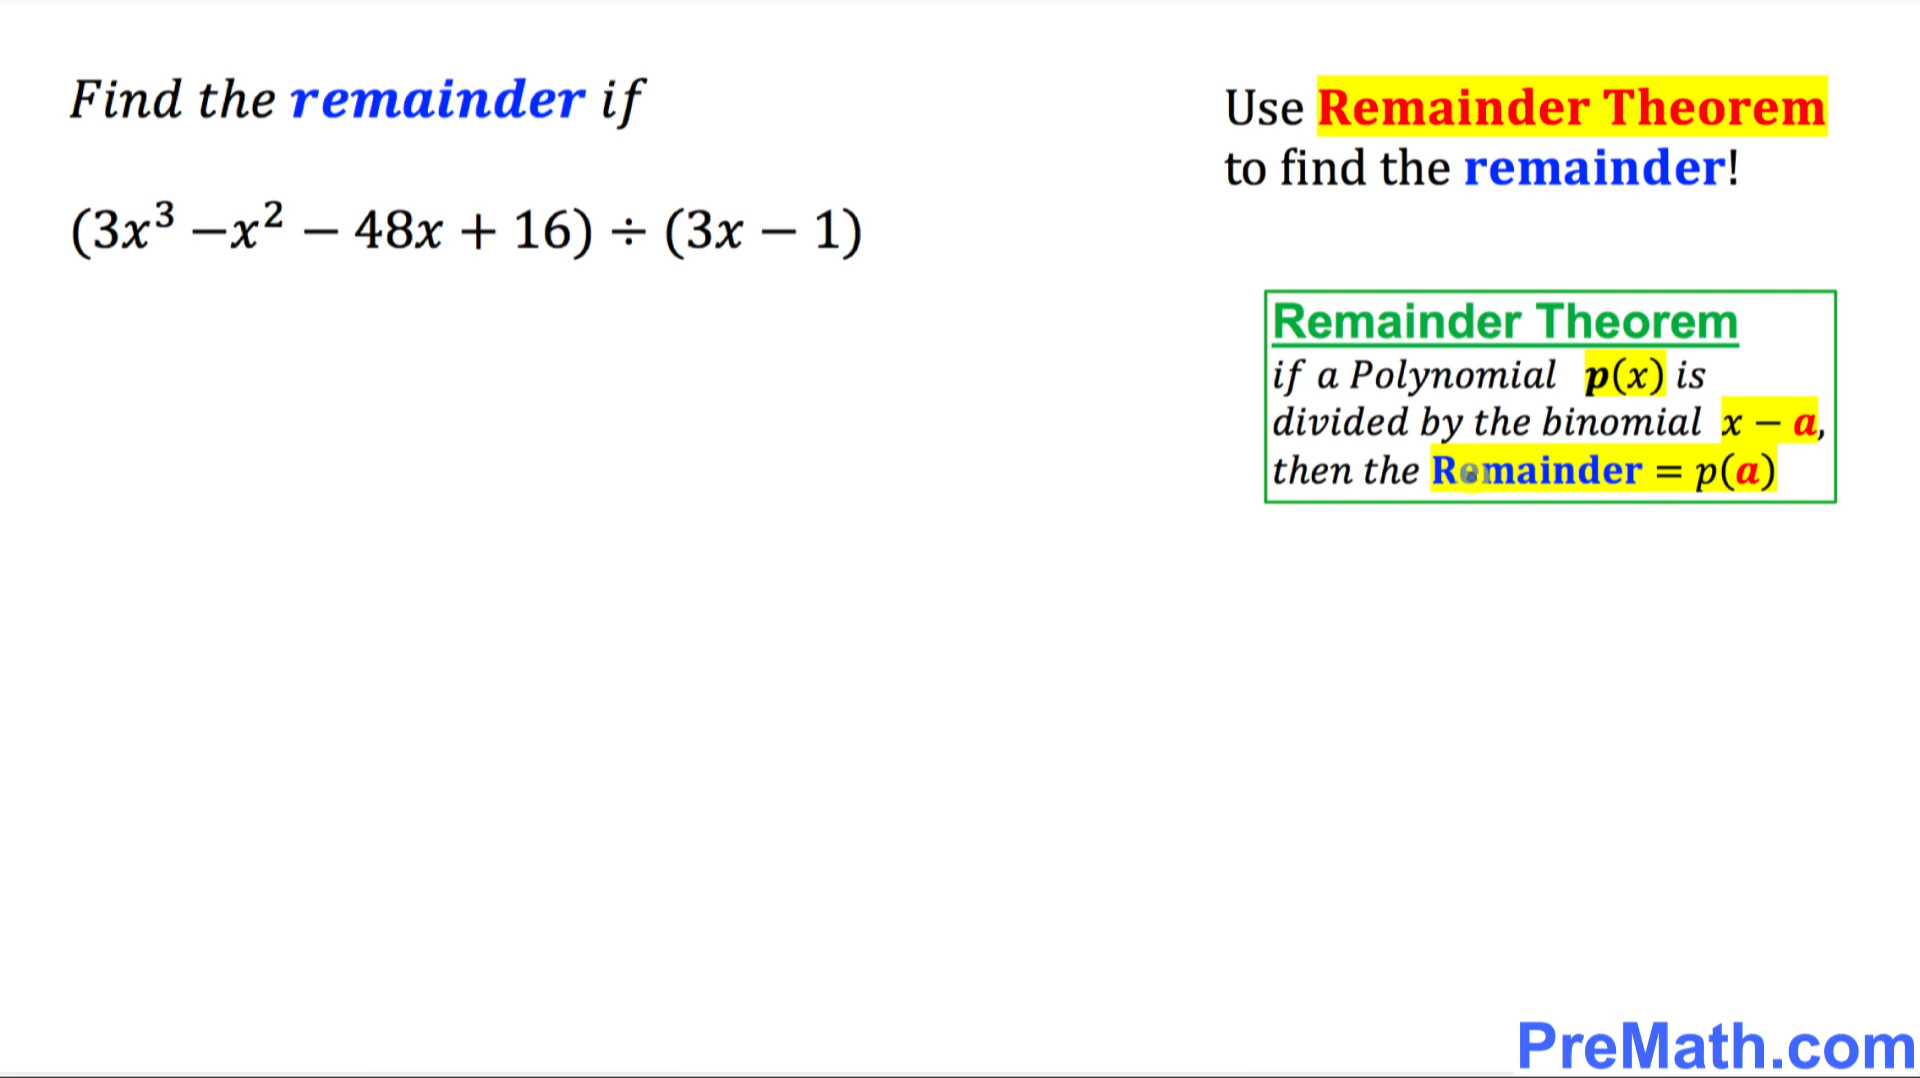 Find the remainder if
(3x³ −x² − 48x + 16) ÷ (3x − 1)
Use Remainder Theorem
to find the remainder!
Remainder Theorem
if a Polynomial p(x) is
divided by the binomial x − a,
then the Remainder = p(a)
PreMath.com